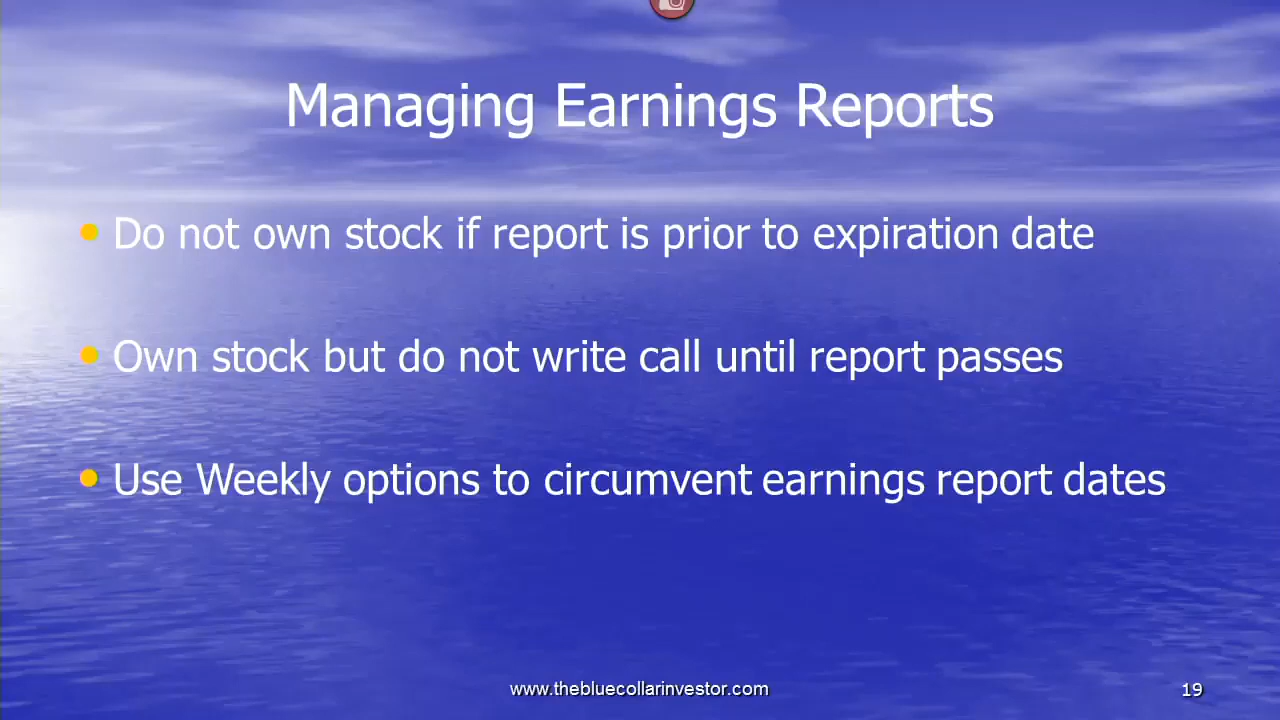 Managing Earnings Reports
• Do not own stock if report is prior to expiration date
• Own stock but do not write call until report passes
• Use Weekly options to circumvent earnings report dates
www.thebluecollarinvestor.com
19